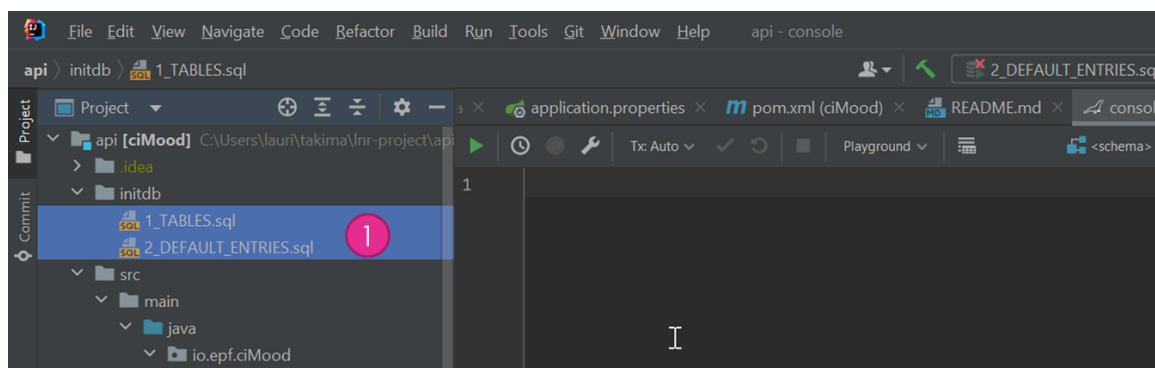 File Edit View Navigate Code Refactor Build Run Tools Git Window Help api - console
api initdb 1_TABLES.sql 2_DEFAULT_ENTRIES.sq
Project Project a application.properties pom.xml (ciMood) README.md consol
api [ciMood] C:\Users\lauri\takima\lnr-project\ap Tx: Auto Playground <schema>
.idea
initdb 1
Commit 1_TABLES.sql
2_DEFAULT_ENTRIES.sql 1
src
main
java
io.epf.ciMood